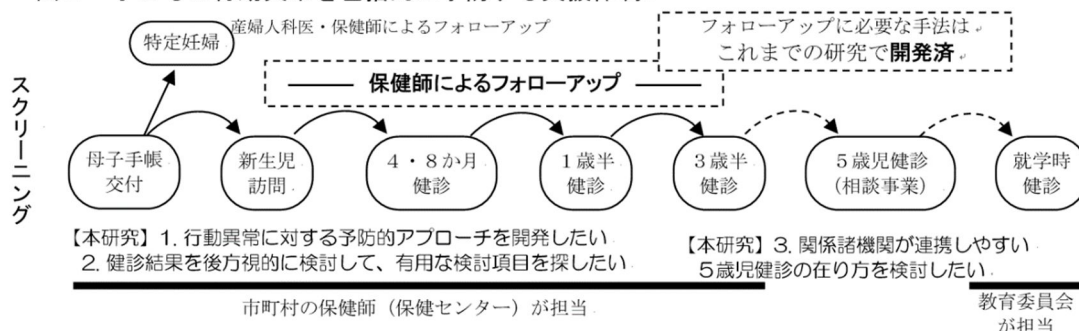 特定妊婦
産婦人科医・保健師によるフォローアップ
フォローアップに必要な手法は
これまでの研究で開発済
保健師によるフォローアップ
スクリーニング
母子手帳
交付
新生児
訪問
4・8か月
健診
1歳半
健診
3歳半
健診
5歳児健診
(相談事業)
就学時
健診
【本研究】1. 行動異常に対する予防的アプローチを開発したい
2. 健診結果を後方視的に検討して、有用な検討項目を探したい
【本研究】3. 関係諸機関が連携しやすい
5歳児健診の在り方を検討したい
市町村の保健師（保健センター）が担当
教育委員会
が担当